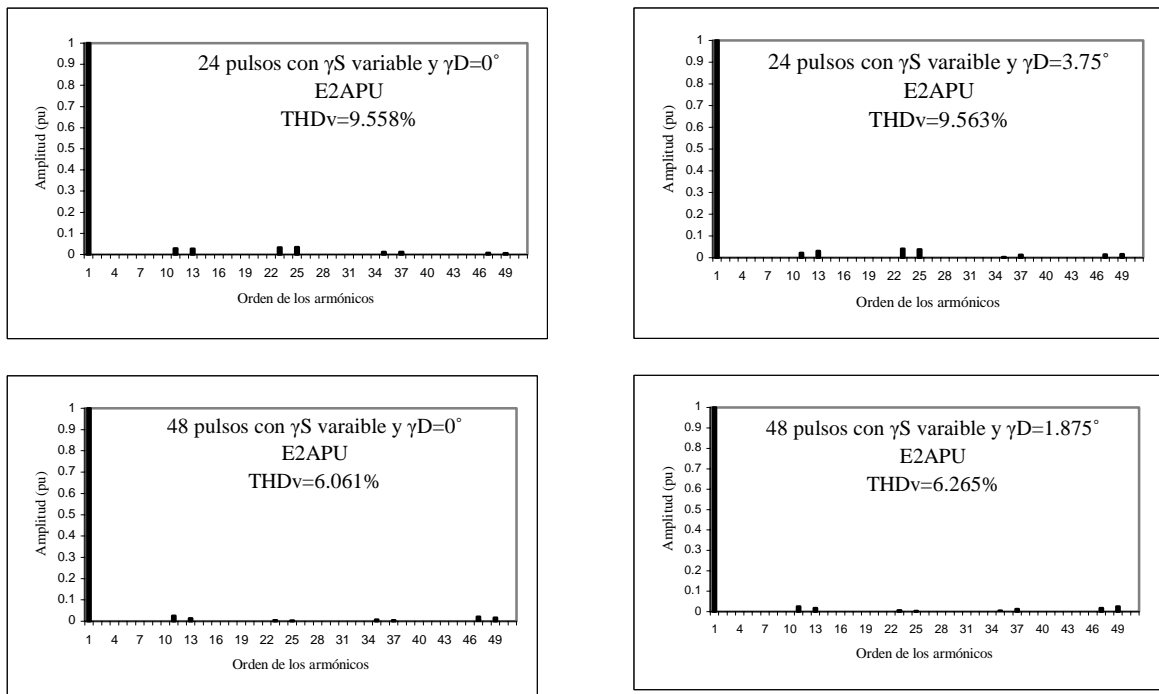 24 pulsos con γS variable y γD=0˚
E2APU
THDv=9.558%
Amplitud (pu)
1
0.9
0.8
0.7
0.6
0.5
0.4
0.3
0.2
0.1
0
1 4 7 10 13 16 19 22 25 28 31 34 37 40 43 46 49
Orden de los armónicos
24 pulsos con γS varaible y γD=3.75˚
E2APU
THDv=9.563%
Amplitud (pu)
1
0.9
0.8
0.7
0.6
0.5
0.4
0.3
0.2
0.1
0
1 4 7 10 13 16 19 22 25 28 31 34 37 40 43 46 49
Orden de los armónicos
48 pulsos con γS varaible y γD=0˚
E2APU
THDv=6.061%
Amplitud (pu)
1
0.9
0.8
0.7
0.6
0.5
0.4
0.3
0.2
0.1
0
1 4 7 10 13 16 19 22 25 28 31 34 37 40 43 46 49
Orden de los armónicos
48 pulsos con γS varaible y γD=1.875˚
E2APU
THDv=6.265%
Amplitud (pu)
1
0.9
0.8
0.7
0.6
0.5
0.4
0.3
0.2
0.1
0
1 4 7 10 13 16 19 22 25 28 31 34 37 40 43 46 49
Orden de los armónicos